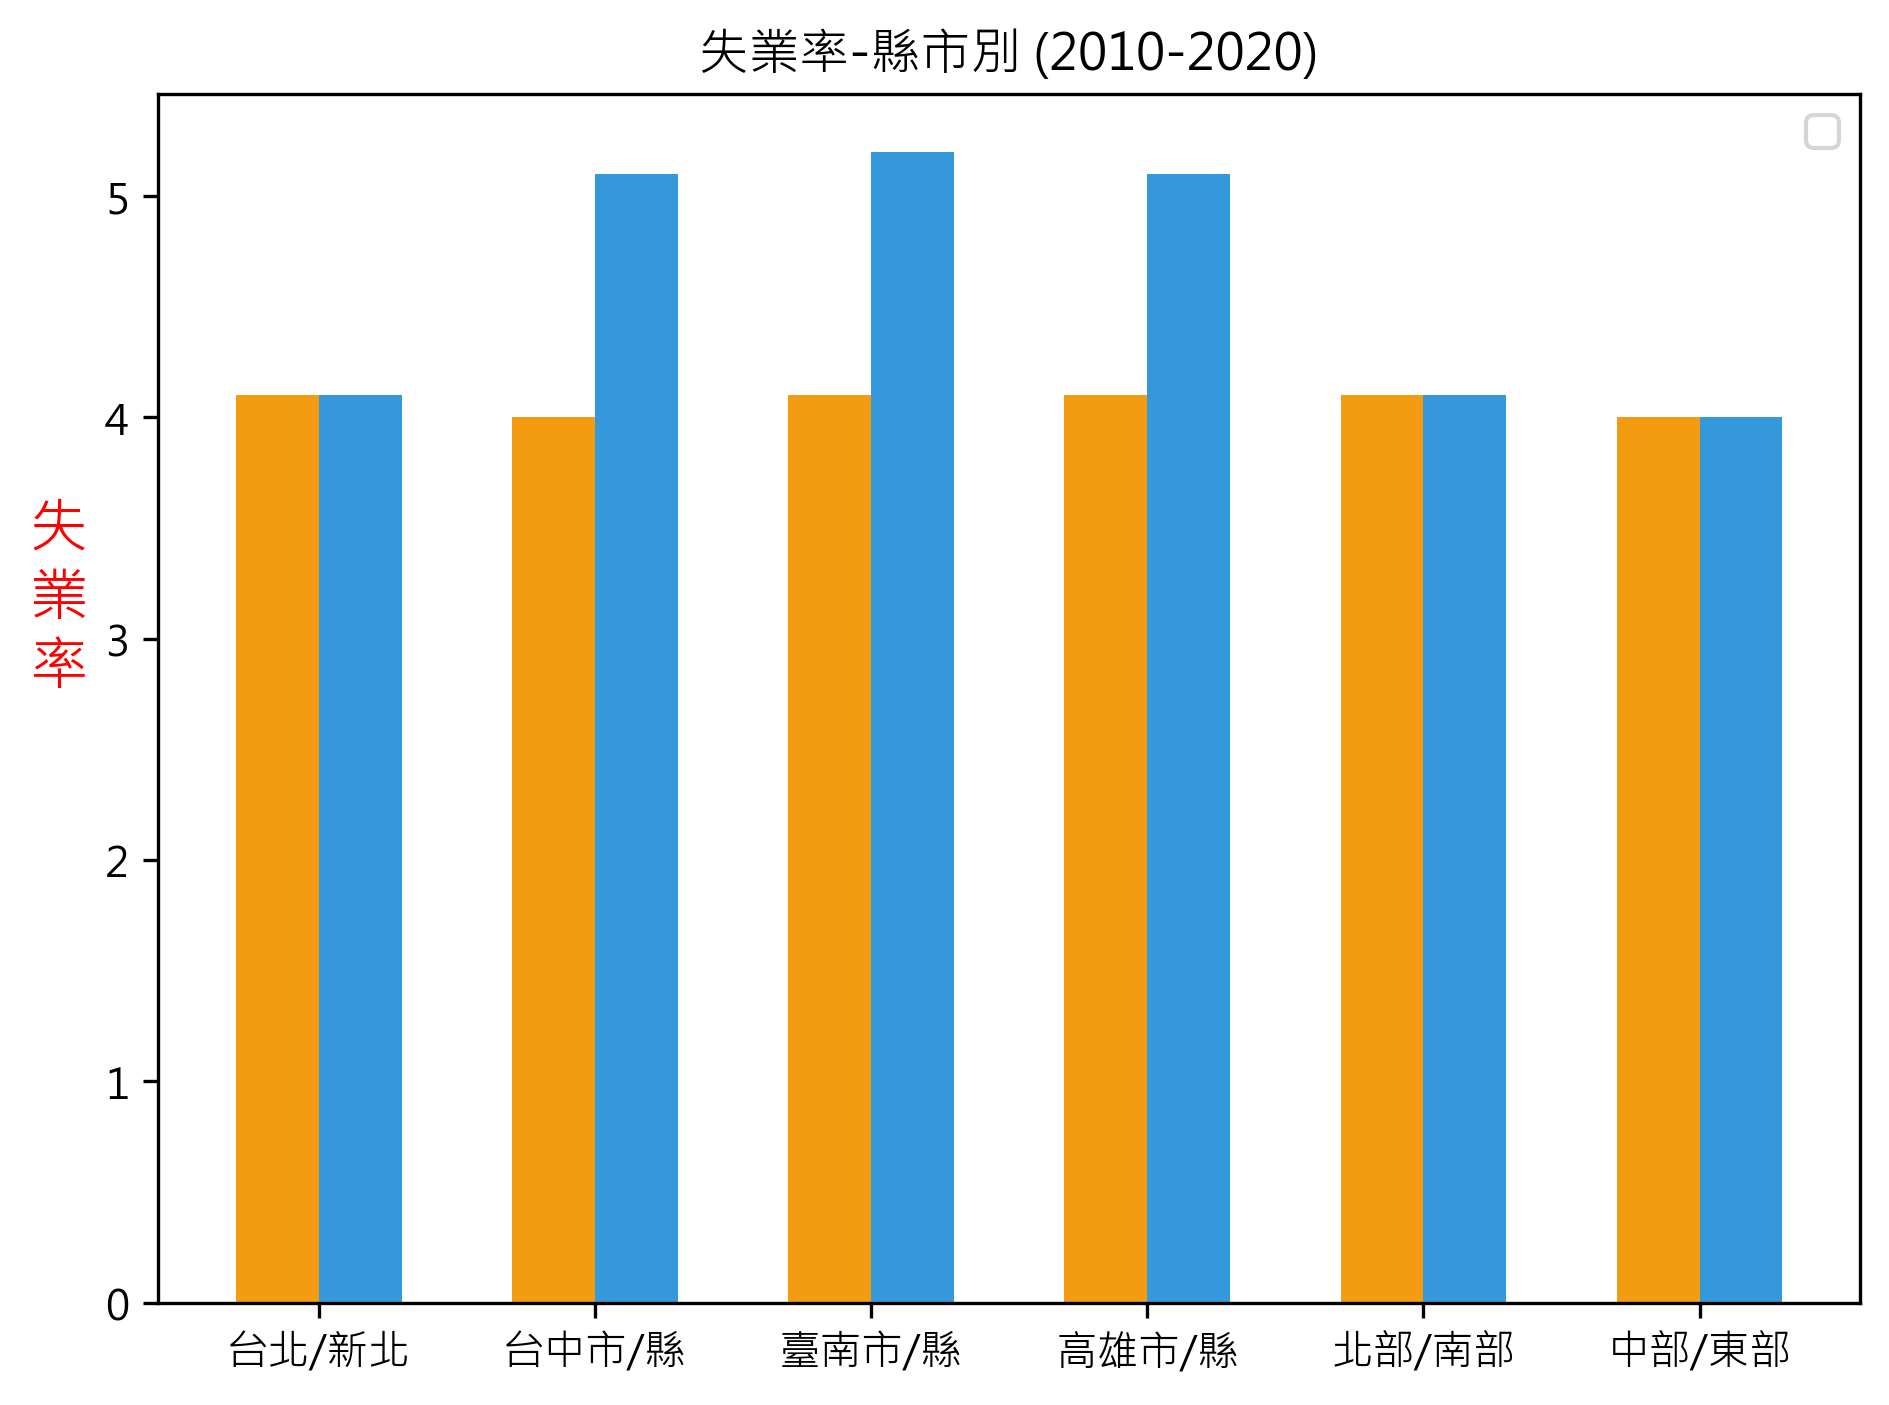 失業率-縣市別 (2010-2020)
5
4
3
2
1
0
失
業
率
台北/新北
台中市/縣
臺南市/縣
高雄市/縣
北部/南部
中部/東部